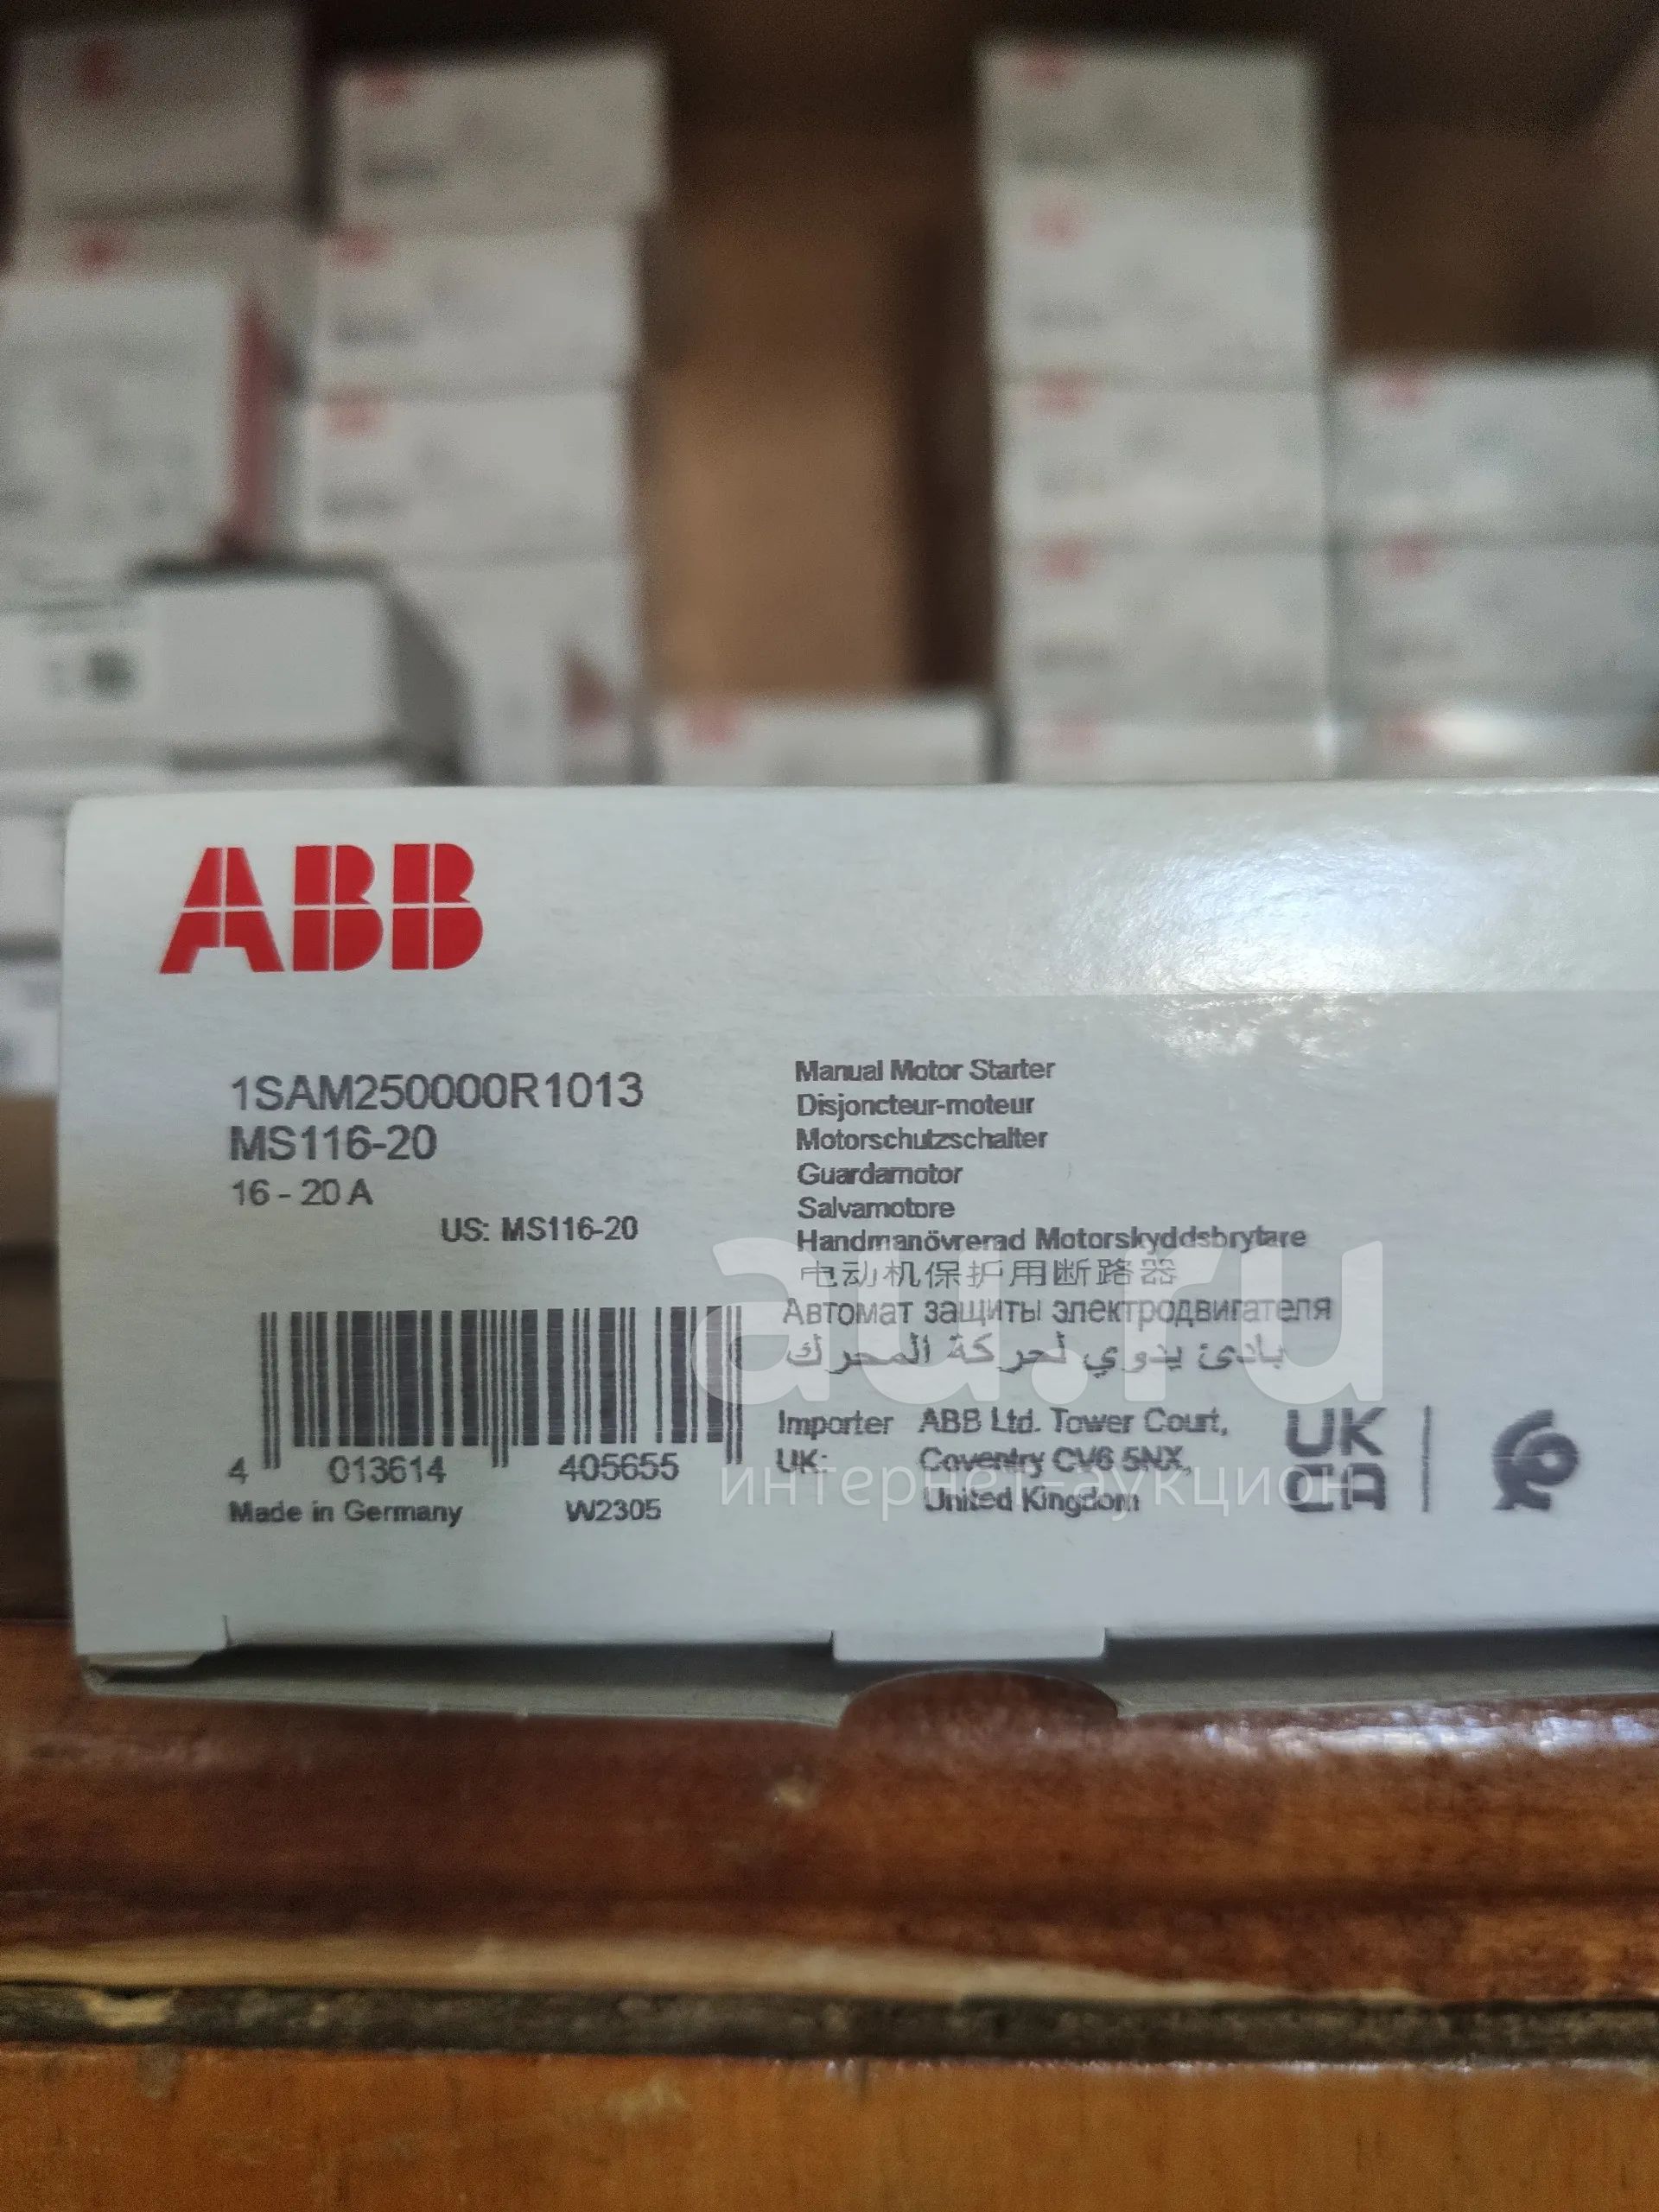 ABB
1SAM250000R1013
MS116-20
16 - 20 A
US: MS116-20
4 013614 405655
Made in Germany W2305
Manual Motor Starter
Disjoncteur-moteur
Motorschutzschalter
Guardamotor
Salvamotore
Handmanövrerad Motorskyddsbrytare
电动机保护用断路器
Автомат защиты электродвигателя
بادئ يدوي لحركة المحرك
Importer ABB Ltd. Tower Court,
UK: Coventry CV6 5NX,
United Kingdom
UK
CA
au.ru
интернет-аукцион